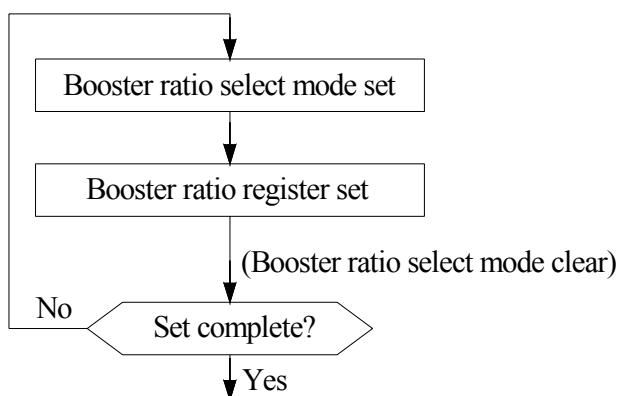 Booster ratio select mode set
Booster ratio register set
(Booster ratio select mode clear)
No
Set complete?
Yes